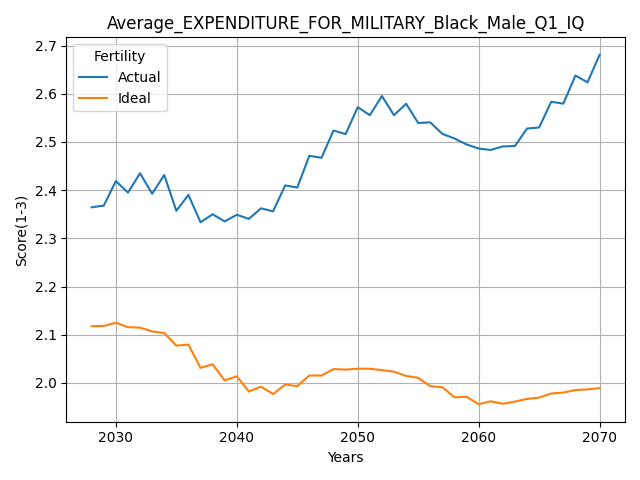 Average_EXPENDITURE_FOR_MILITARY_Black_Male_Q1_IQ
Fertility
Actual
Ideal
Score(1-3)
2.7
2.6
2.5
2.4
2.3
2.2
2.1
2.0
2030 2040 2050 2060 2070
Years